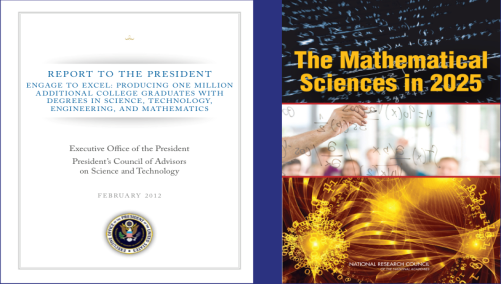 REPORT TO THE PRESIDENT
ENGAGE TO EXCEL: PRODUCING ONE MILLION
ADDITIONAL COLLEGE GRADUATES WITH
DEGREES IN SCIENCE, TECHNOLOGY,
ENGINEERING, AND MATHEMATICS
Executive Office of the President
President's Council of Advisors
on Science and Technology
FEBRUARY 2012
The Mathematical
Sciences in 2025
NATIONAL RESEARCH COUNCIL
OF THE NATIONAL ACADEMIES